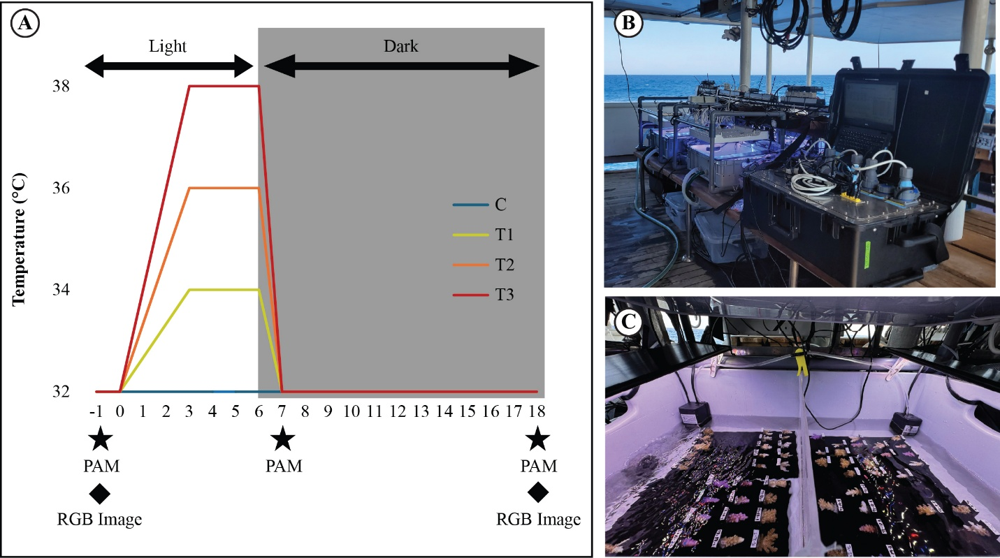 A
Light
Dark
38
36
34
32
Temperature (°C)
C
T1
T2
T3
-1 0 1 2 3 4 5 6 7 8 9 10 11 12 13 14 15 16 17 18
PAM
PAM
PAM
RGB Image
RGB Image
B
C